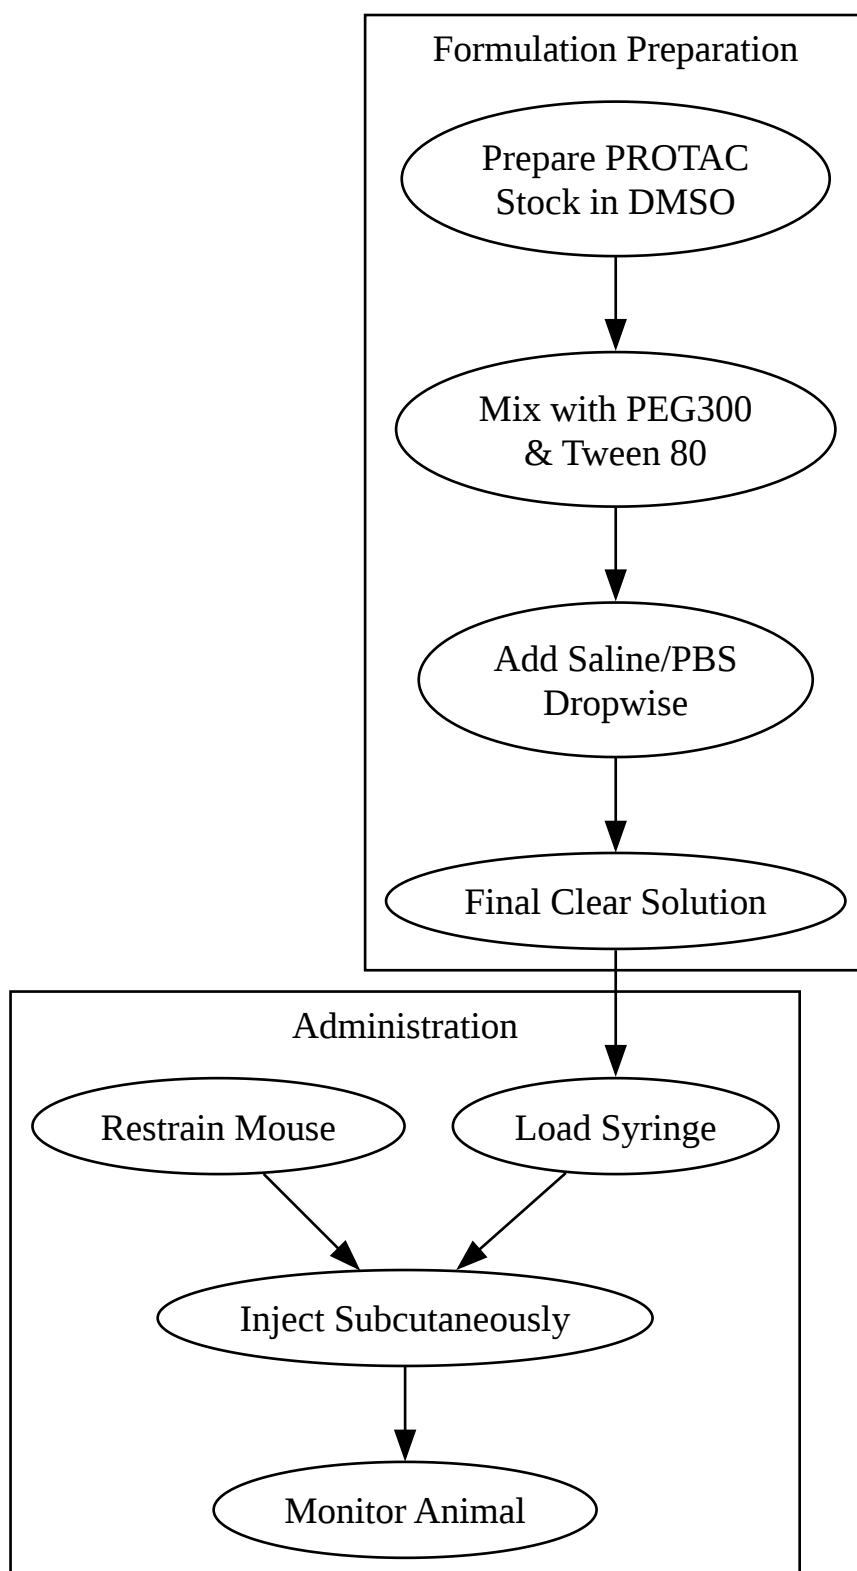 Formulation Preparation
Prepare PROTAC
Stock in DMSO
Mix with PEG300
& Tween 80
Add Saline/PBS
Dropwise
Final Clear Solution
Administration
Restrain Mouse
Load Syringe
Inject Subcutaneously
Monitor Animal